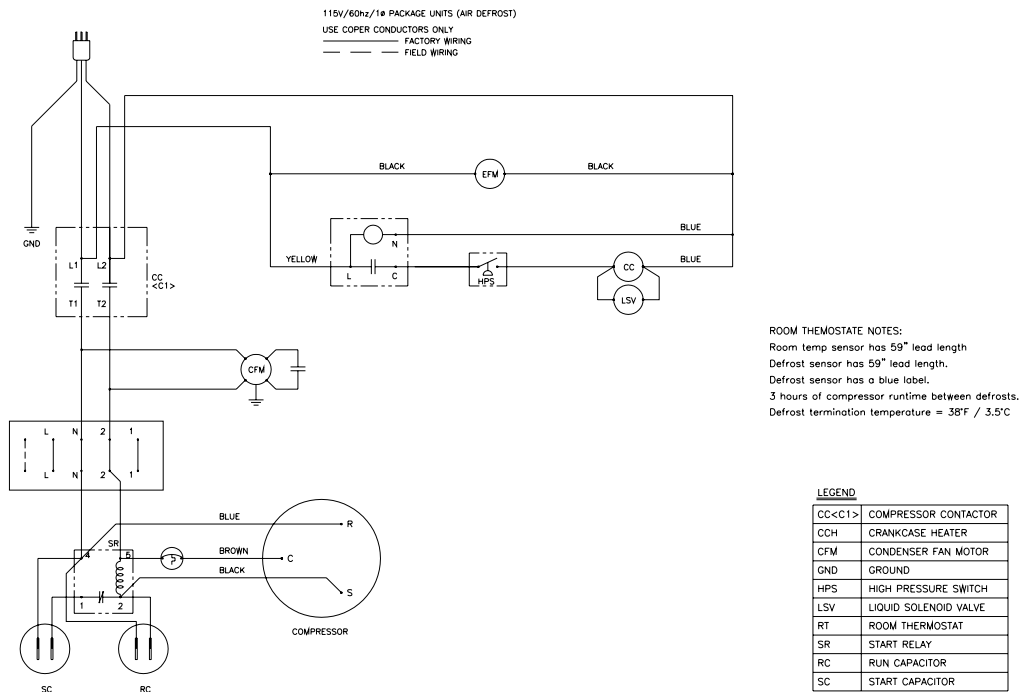 115V/60hz/1ø PACKAGE UNITS (AIR DEFROST)
USE COPER CONDUCTORS ONLY
FACTORY WIRING
FIELD WIRING
BLACK
EFM
BLACK
GND
L1
L2
CC
<C1>
T1
T2
N
BLUE
YELLOW
L
C
HPS
CC
BLUE
LSV
CFM
ROOM THEMOSTATE NOTES:
Room temp sensor has 59" lead length
Defrost sensor has 59" lead length.
Defrost sensor has a blue label.
3 hours of compressor runtime between defrosts.
Defrost termination temperature = 38°F / 3.5°C
L N 2 1
L N 2 1
BLUE
R
SR
4
5
BROWN
C
BLACK
S
1
2
COMPRESSOR
SC
RC
LEGEND
CC<C1> COMPRESSOR CONTACTOR
CCH CRANKCASE HEATER
CFM CONDENSER FAN MOTOR
GND GROUND
HPS HIGH PRESSURE SWITCH
LSV LIQUID SOLENOID VALVE
RT ROOM THERMOSTAT
SR START RELAY
RC RUN CAPACITOR
SC START CAPACITOR